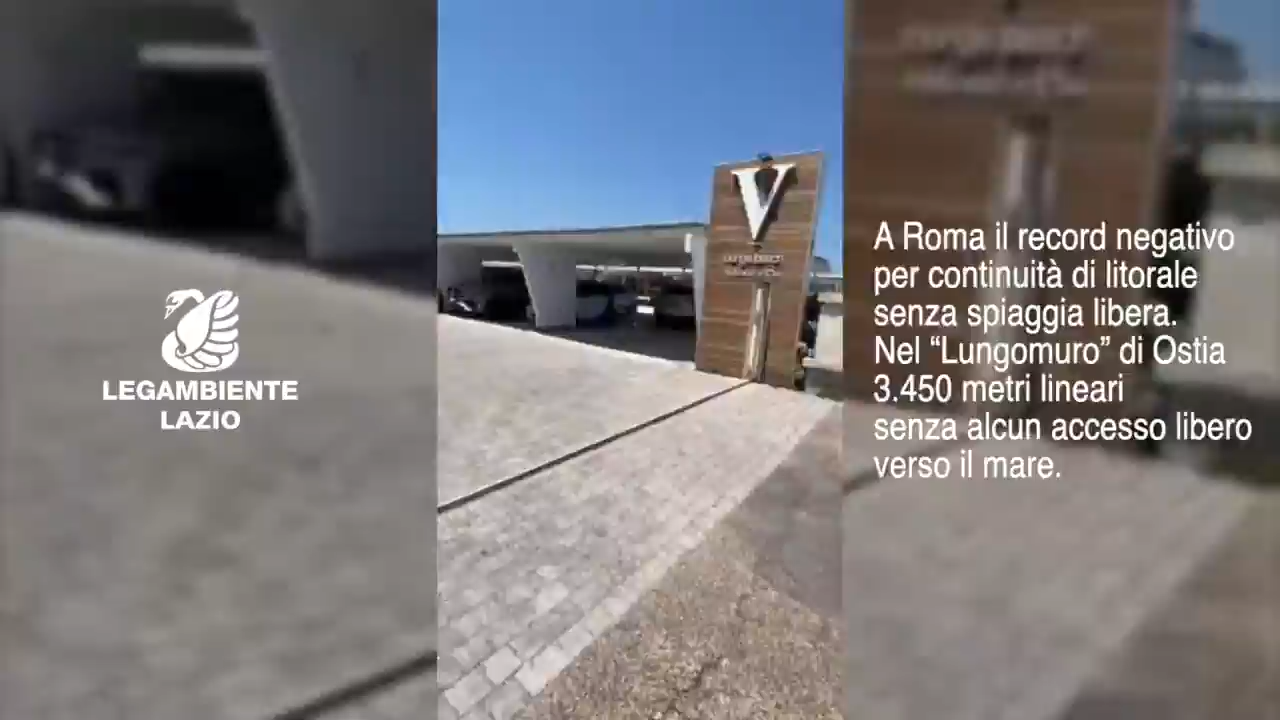 LEGAMBIENTE
LAZIO
V
A Roma il record negativo
per continuità di litorale
senza spiaggia libera.
Nel “Lungomuro” di Ostia
3.450 metri lineari
senza alcun accesso libero
verso il mare.